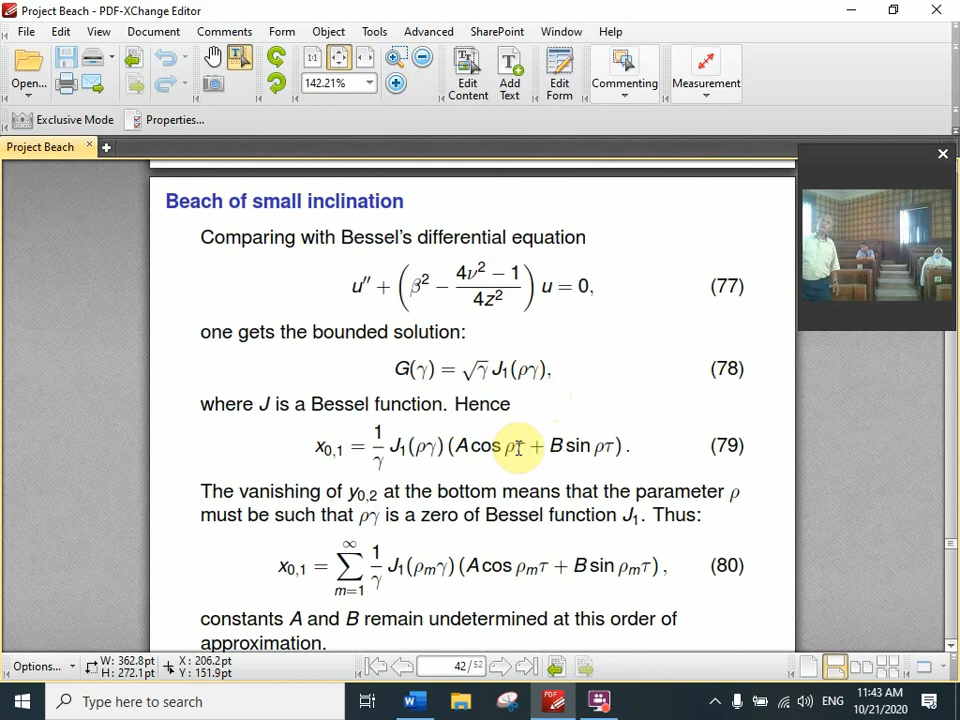 Project Beach - PDF-XChange Editor
File Edit View Document Comments Form Object Tools Advanced SharePoint Window Help
Open... 142.21% Edit Content Add Text Edit Form Commenting Measurement
Exclusive Mode Properties...
Project Beach
Beach of small inclination
Comparing with Bessel's differential equation
u″ + (β² − (4ν² − 1)/(4z²)) u = 0, (77)
one gets the bounded solution:
G(γ) = √γ J₁(ργ), (78)
where J is a Bessel function. Hence
x₀,₁ = 1/γ J₁(ργ) (A cos ρτ + B sin ρτ). (79)
The vanishing of y₀,₂ at the bottom means that the parameter ρ
must be such that ργ is a zero of Bessel function J₁. Thus:
x₀,₁ = ∑_{m=1}^{∞} 1/γ J₁(ρₘγ) (A cos ρₘτ + B sin ρₘτ), (80)
constants A and B remain undetermined at this order of
approximation.
Options... W: 362.8pt H: 272.1pt X: 206.2pt Y: 151.9pt 42 / 52
Type here to search ENG 11:43 AM 10/21/2020